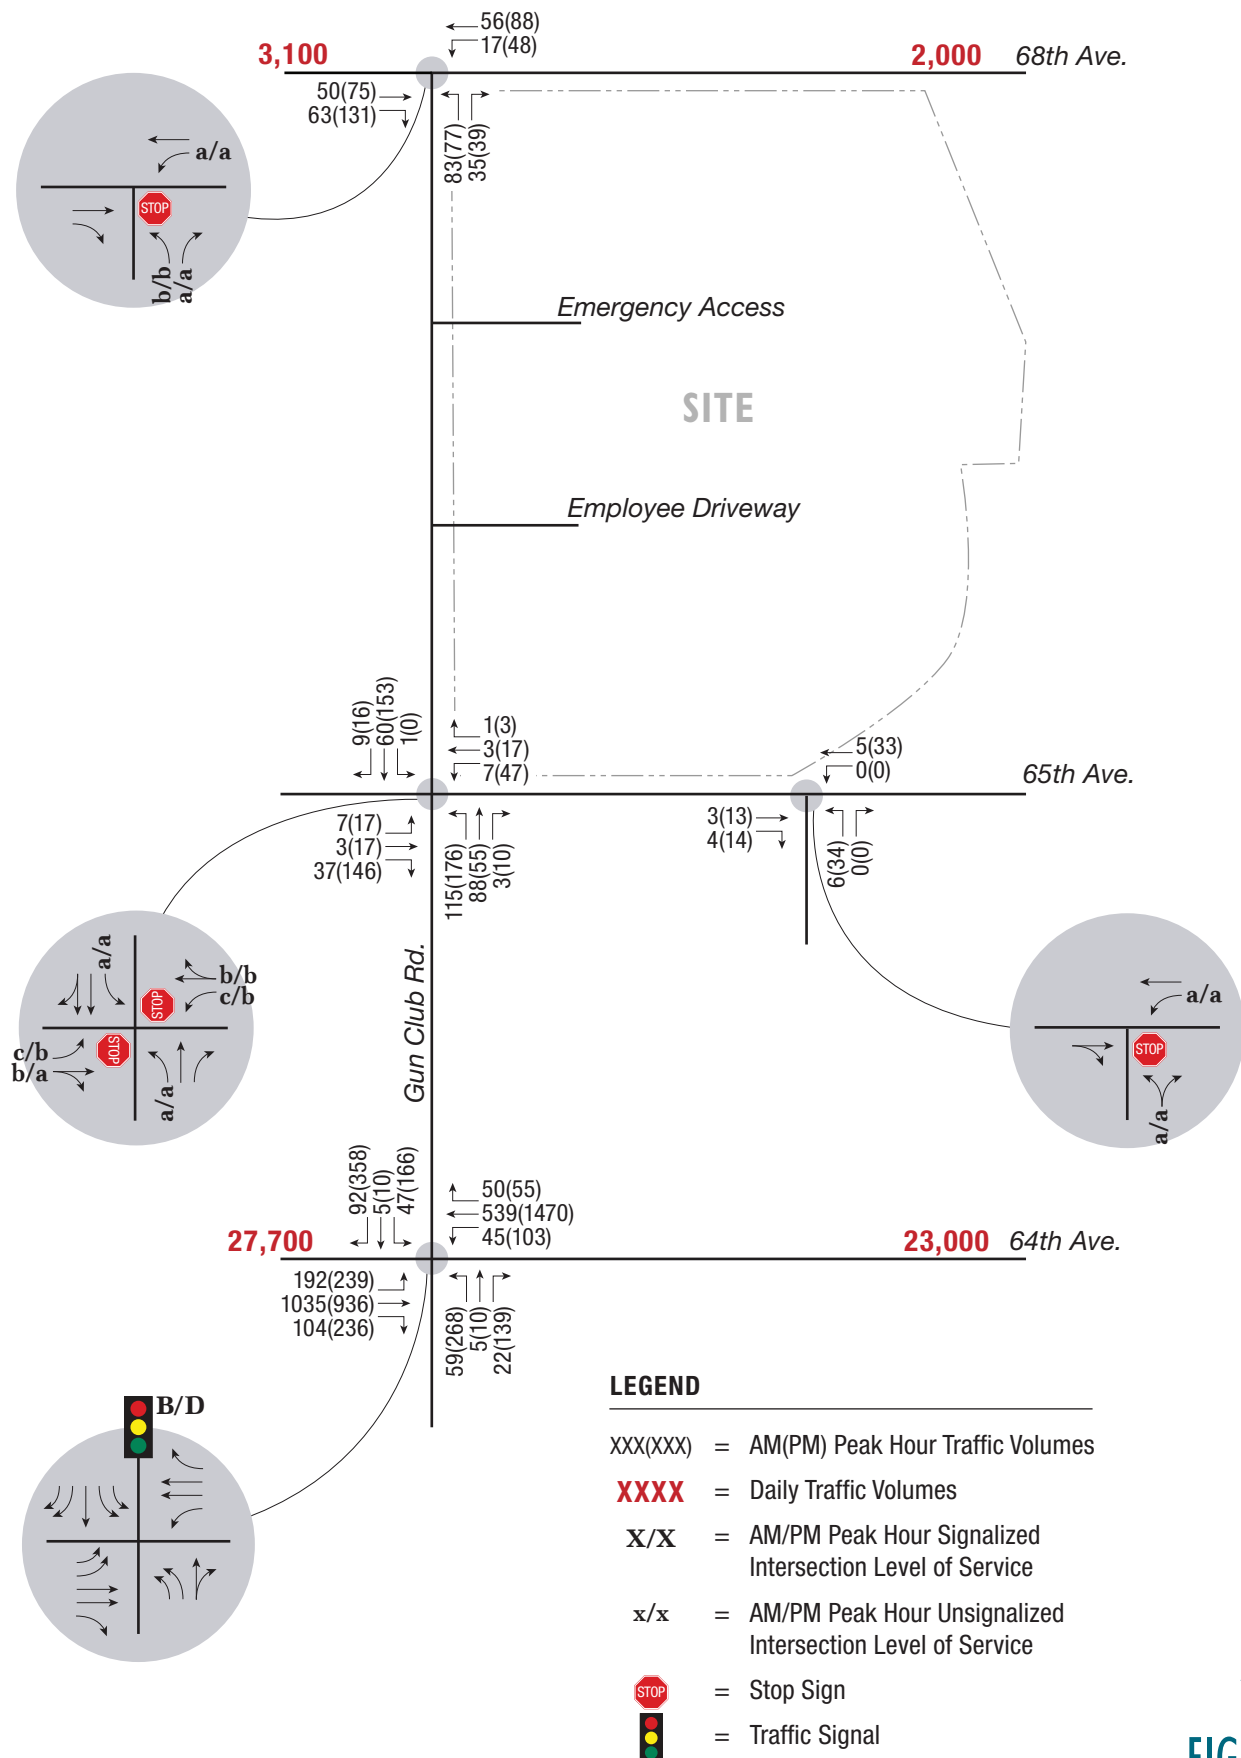 56(88)
17(48)
3,100
2,000
68th Ave.
50(75)
63(131)
83(77)
35(39)
a/a
STOP
b/b
a/a
Emergency Access
SITE
Employee Driveway
9(16)
60(153)
1(0)
1(3)
3(17)
7(47)
5(33)
0(0)
65th Ave.
7(17)
3(17)
37(146)
115(176)
88(55)
3(10)
3(13)
4(14)
6(34)
0(0)
a/a
b/b
c/b
STOP
STOP
c/b
b/a
a/a
Gun Club Rd.
a/a
STOP
a/a
92(358)
5(10)
47(166)
50(55)
539(1470)
45(103)
27,700
23,000
64th Ave.
192(239)
1035(936)
104(236)
59(268)
5(10)
22(139)
B/D
LEGEND
XXX(XXX) = AM(PM) Peak Hour Traffic Volumes
XXXX = Daily Traffic Volumes
X/X = AM/PM Peak Hour Signalized
Intersection Level of Service
x/x = AM/PM Peak Hour Unsignalized
Intersection Level of Service
STOP = Stop Sign
= Traffic Signal
FIG